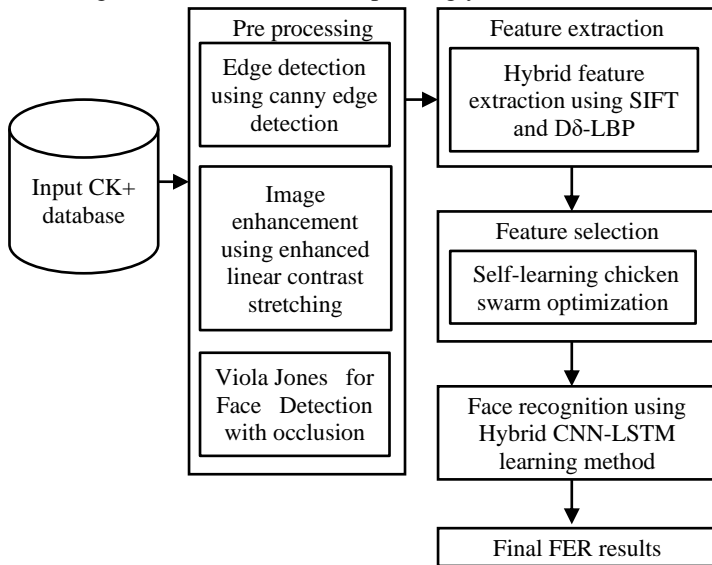 Input CK+
database
Pre processing
Edge detection
using canny edge
detection
Image
enhancement
using enhanced
linear contrast
stretching
Viola Jones for
Face Detection
with occlusion
Feature extraction
Hybrid feature
extraction using SIFT
and Dδ-LBP
Feature selection
Self-learning chicken
swarm optimization
Face recognition using
Hybrid CNN-LSTM
learning method
Final FER results